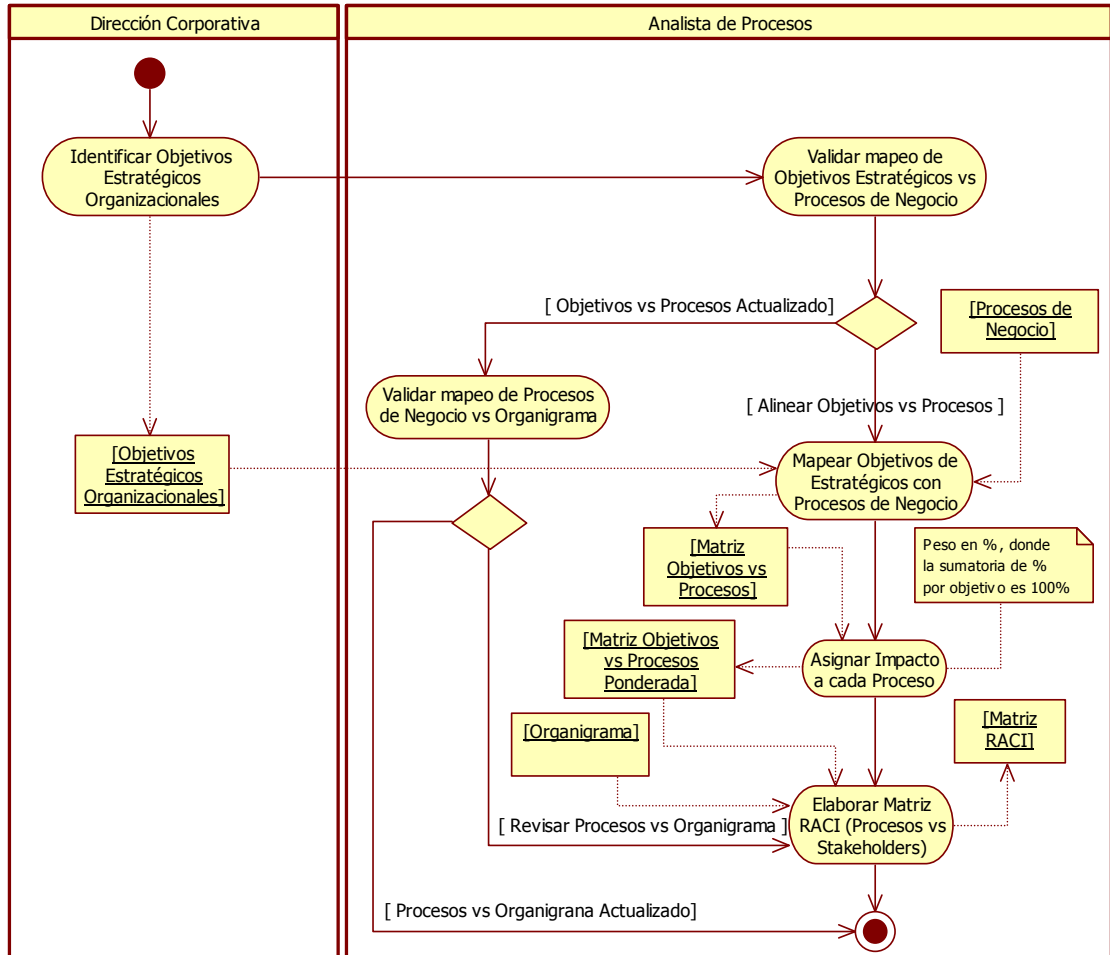 Dirección Corporativa
Analista de Procesos
Identificar Objetivos
Estratégicos
Organizacionales
Validar mapeo de
Objetivos Estratégicos vs
Procesos de Negocio
[ Objetivos vs Procesos Actualizado]
[Procesos de
Negocio]
Validar mapeo de Procesos
de Negocio vs Organigrama
[ Alinear Objetivos vs Procesos ]
[Objetivos
Estratégicos
Organizacionales]
Mapear Objetivos de
Estratégicos con
Procesos de Negocio
[Matriz
Objetivos vs
Procesos]
Peso en %, donde
la sumatoria de %
por objetivo es 100%
[Matriz Objetivos
vs Procesos
Ponderada]
Asignar Impacto
a cada Proceso
[Organigrama]
[Matriz
RACI]
Elaborar Matriz
RACI (Procesos vs
Stakeholders)
[ Revisar Procesos vs Organigrama ]
[ Procesos vs Organigrana Actualizado]